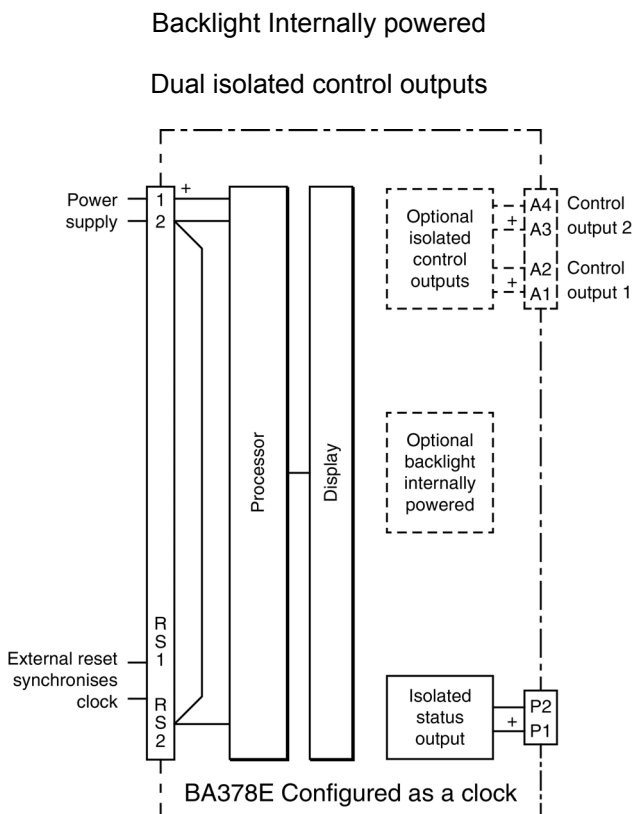 Backlight Internally powered
Dual isolated control outputs
Power
supply
1
2
+
Processor
Display
Optional
isolated
control
outputs
+
+
A4
A3
A2
A1
Control
output 2
Control
output 1
Optional
backlight
internally
powered
External reset
synchronises
clock
R
S
1
R
S
2
Isolated
status
output
+
P2
P1
BA378E Configured as a clock